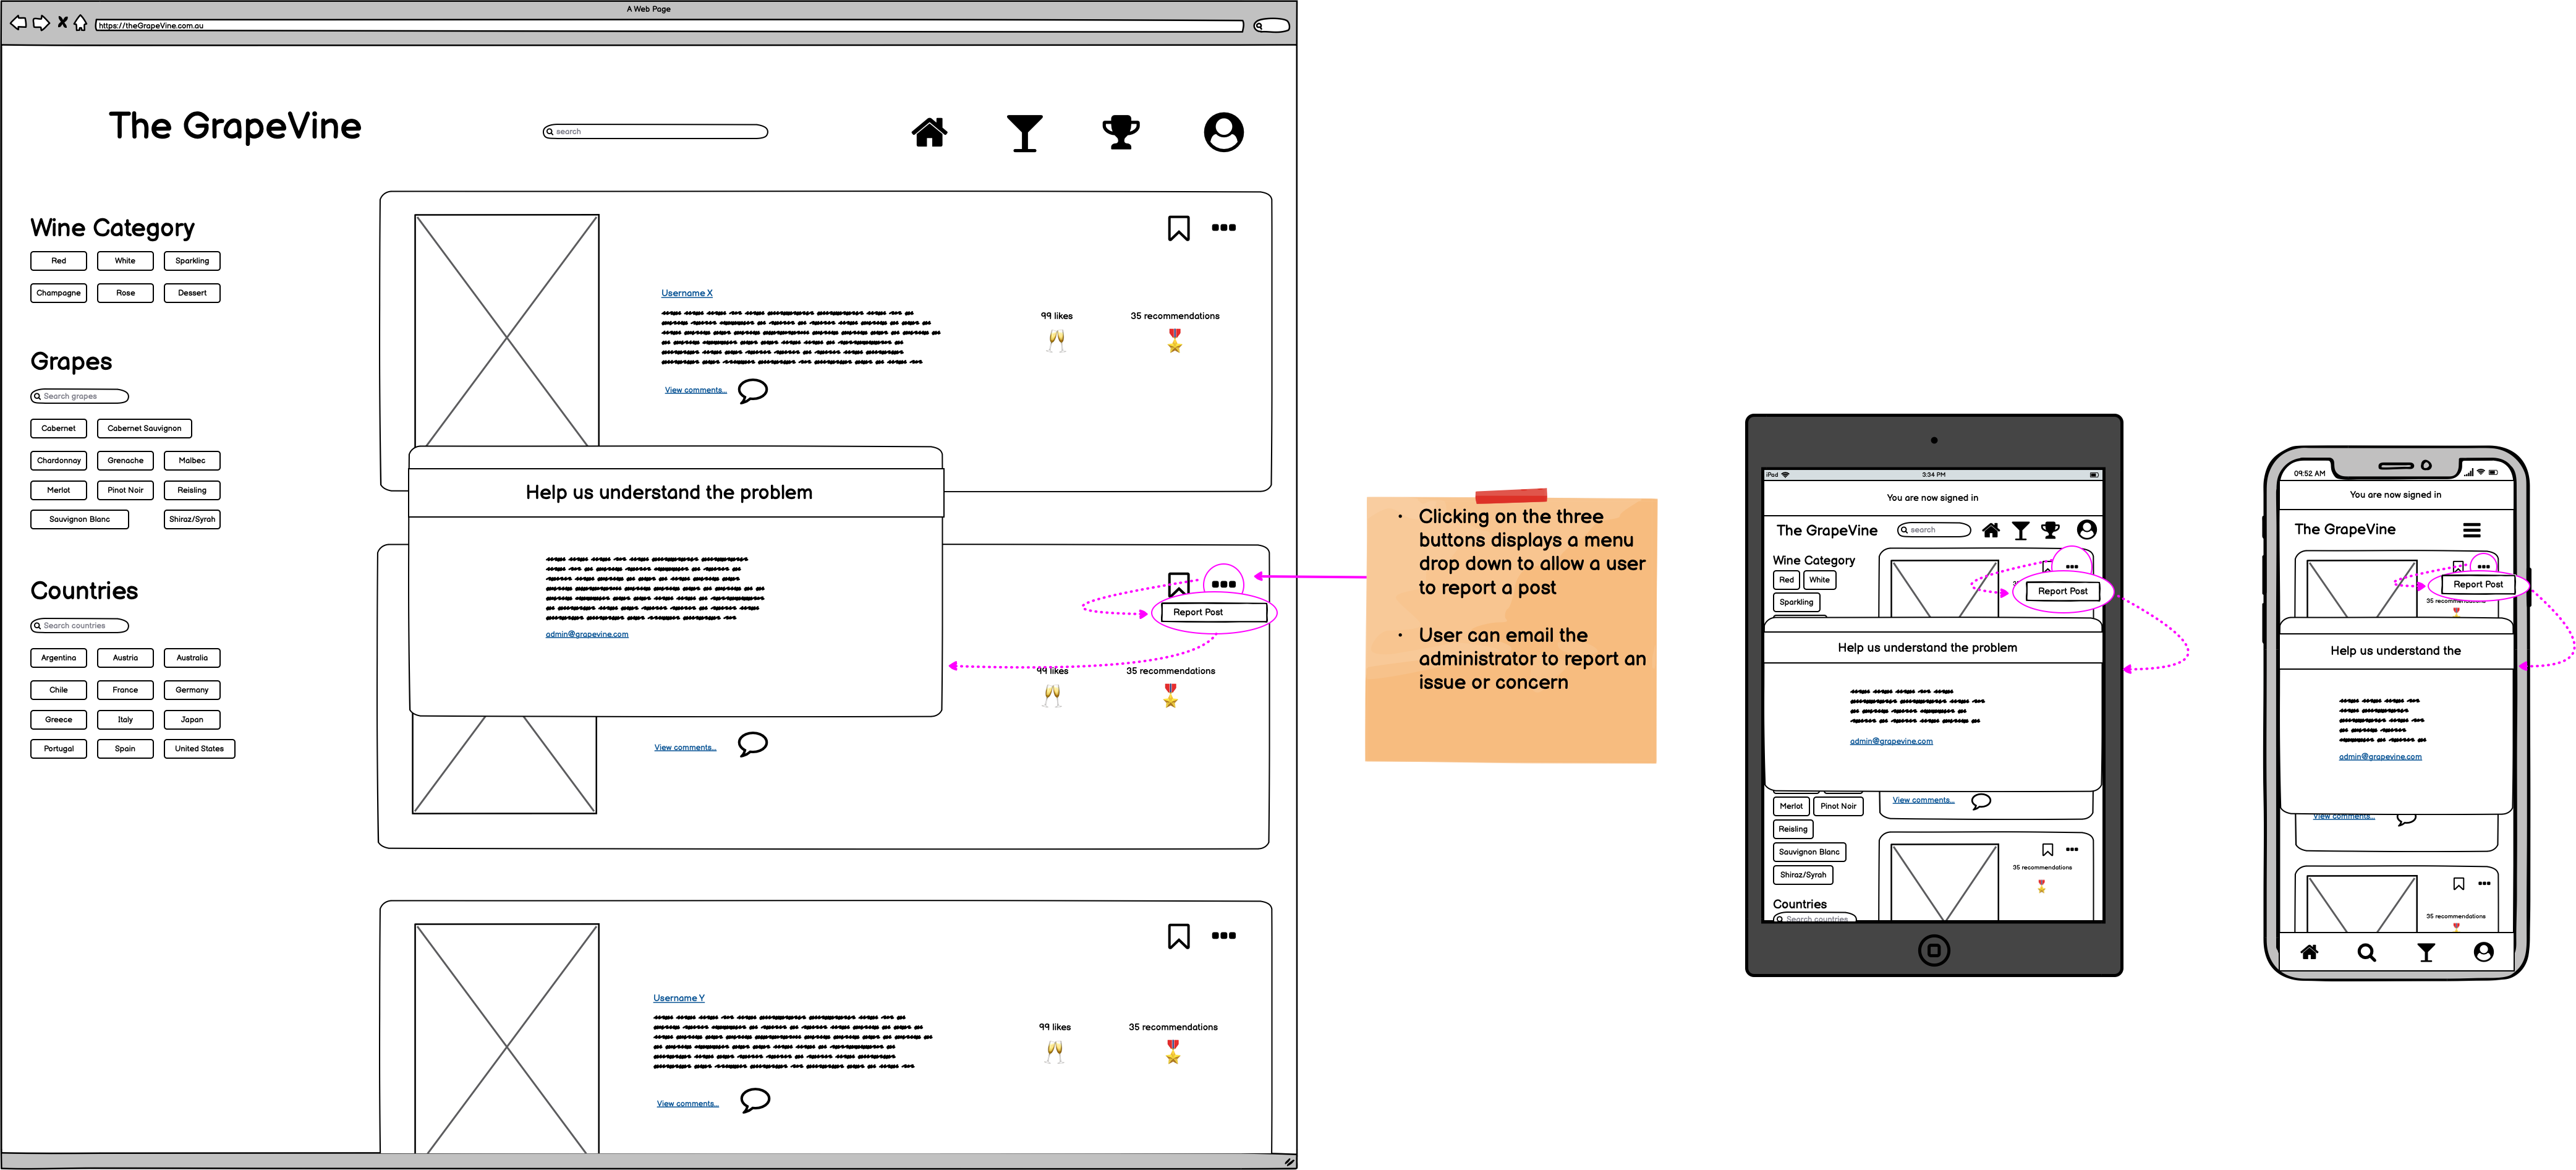 A Web Page
https://theGrapeVine.com.au
The GrapeVine
search
Wine Category
Red White Sparkling
Champagne Rose Dessert
Grapes
Search grapes
Cabernet Cabernet Sauvignon
Chardonnay Grenache Malbec
Merlot Pinot Noir Reisling
Sauvignon Blanc Shiraz/Syrah
Countries
Search countries
Argentina Austria Australia
Chile France Germany
Greece Italy Japan
Portugal Spain United States
Username X
99 likes
35 recommendations
View comments...
Help us understand the problem
admin@grapevine.com
Report Post
99 likes
35 recommendations
View comments...
Username Y
99 likes
35 recommendations
View comments...
• Clicking on the three
buttons displays a menu
drop down to allow a user
to report a post
• User can email the
administrator to report an
issue or concern
iPad 3:34 PM
You are now signed in
The GrapeVine
search
Wine Category
Red White
Sparkling
Report Post
Help us understand the problem
admin@grapevine.com
View comments...
Merlot Pinot Noir
Reisling
Sauvignon Blanc
Shiraz/Syrah
Countries
Search countries
35 recommendations
09:52 AM
You are now signed in
The GrapeVine
Report Post
35 recommendations
Help us understand the
admin@grapevine.com
View comments...
35 recommendations